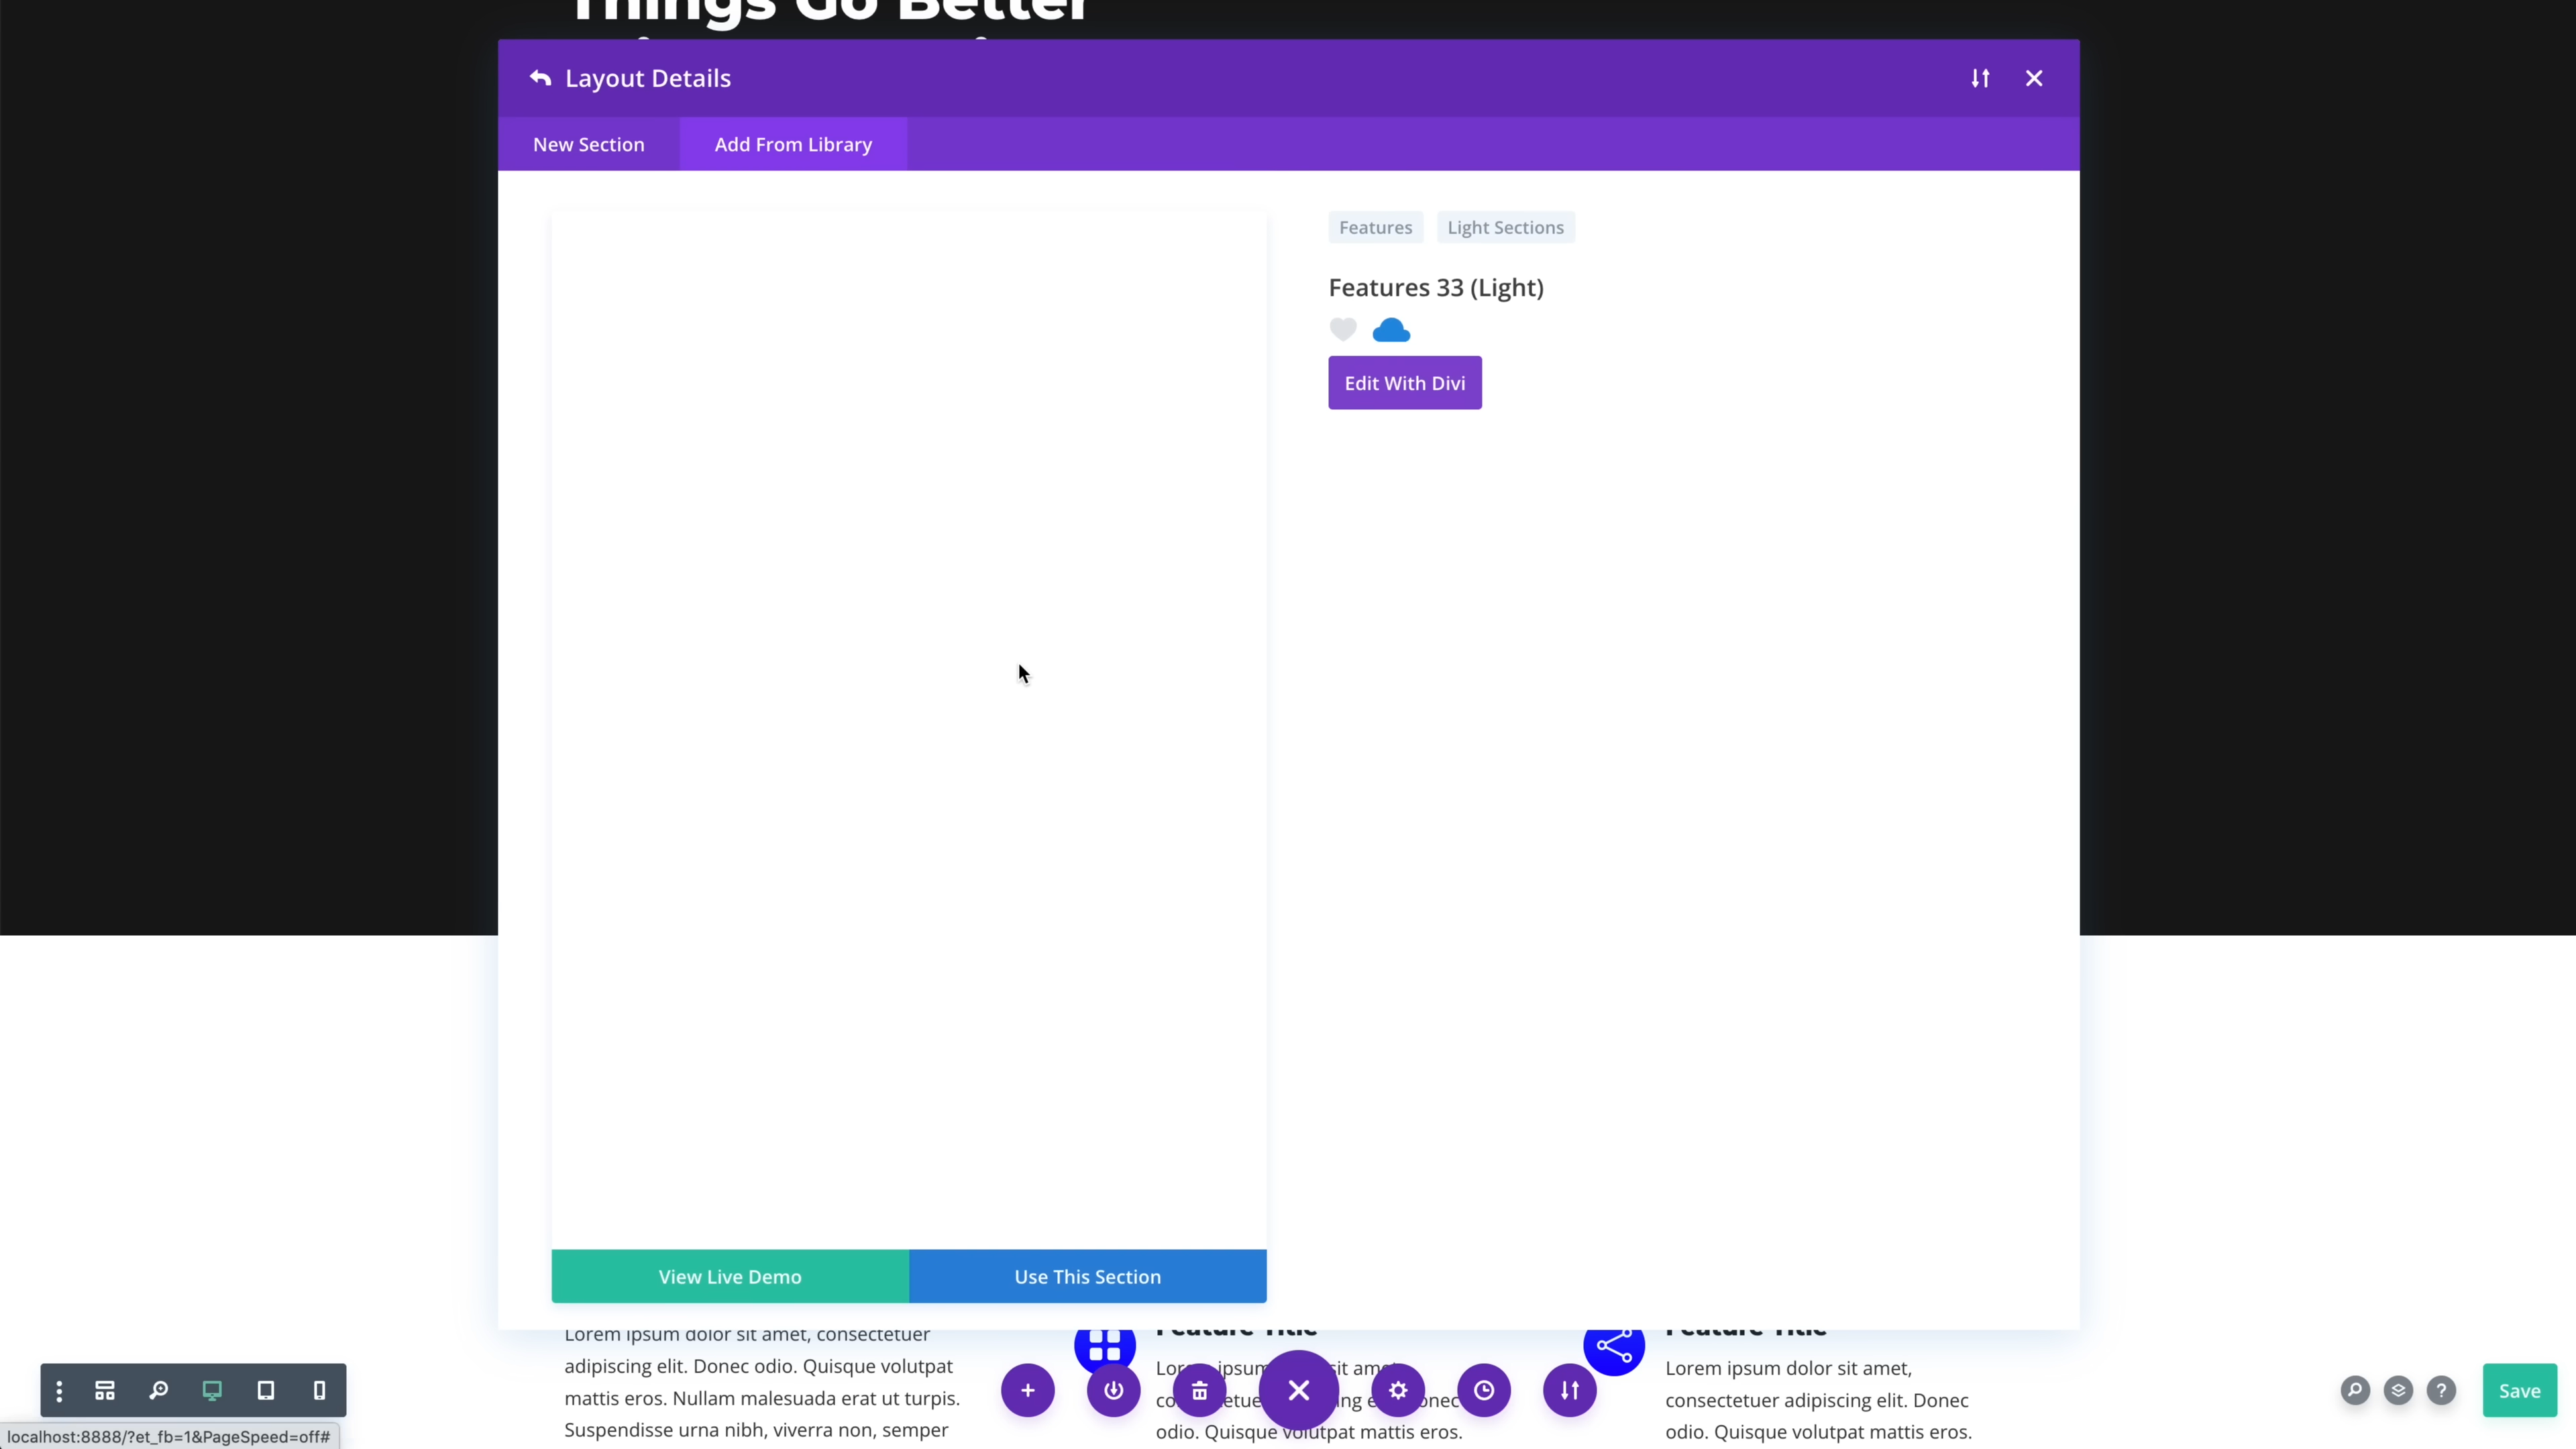 Things Go Better
Layout Details
New Section
Add From Library
Features
Light Sections
Features 33 (Light)
Edit With Divi
View Live Demo
Use This Section
Lorem ipsum dolor sit amet, consectetuer
adipiscing elit. Donec odio. Quisque volutpat
mattis eros. Nullam malesuada erat ut turpis.
Suspendisse urna nibh, viverra non, semper
Feature Title
odio. Quisque volutpat mattis eros.
Feature Title
Lorem ipsum dolor sit amet,
consectetuer adipiscing elit. Donec
odio. Quisque volutpat mattis eros.
Save
localhost:8888/?et_fb=1&PageSpeed=off#